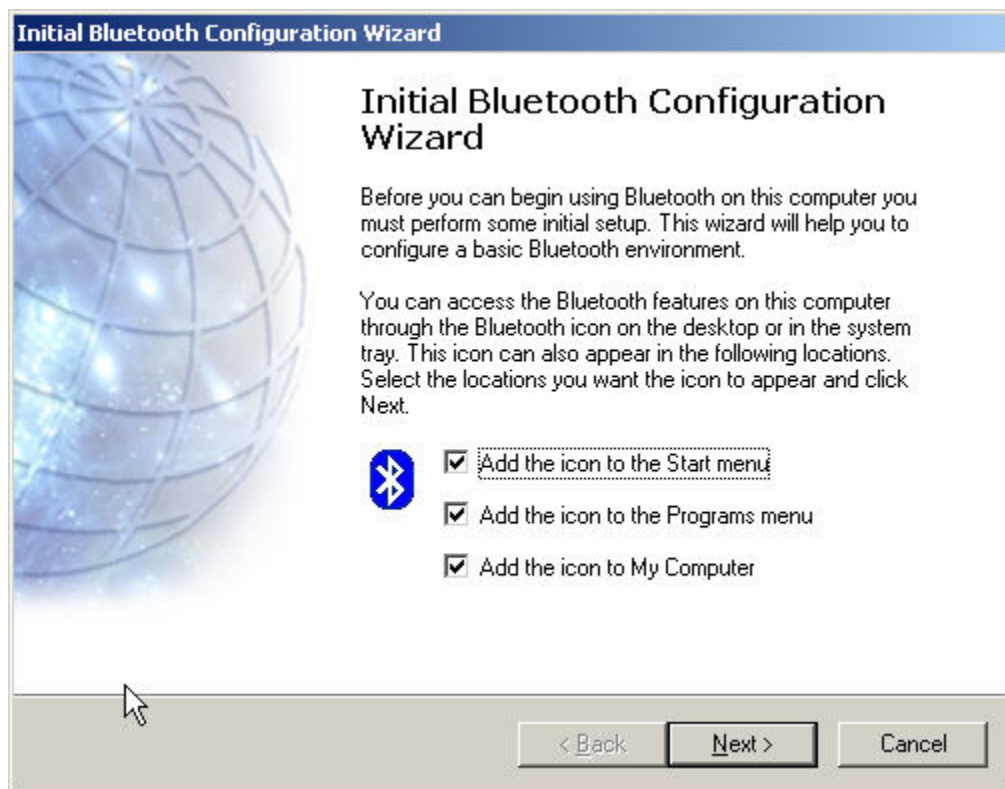 Initial Bluetooth Configuration Wizard
Initial Bluetooth Configuration
Wizard
Before you can begin using Bluetooth on this computer you
must perform some initial setup. This wizard will help you to
configure a basic Bluetooth environment.
You can access the Bluetooth features on this computer
through the Bluetooth icon on the desktop or in the system
tray. This icon can also appear in the following locations.
Select the locations you want the icon to appear and click
Next.
Add the icon to the Start menu
Add the icon to the Programs menu
Add the icon to My Computer
< Back
Next >
Cancel